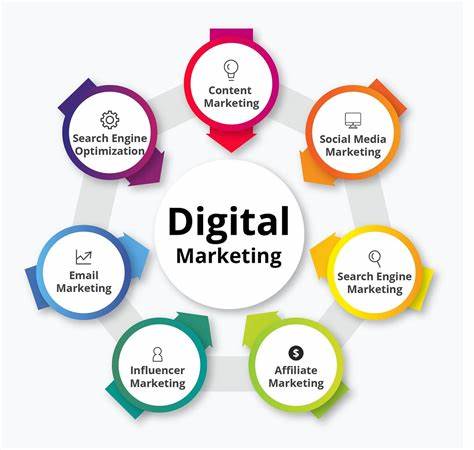 Content
Marketing
Search Engine
Optimization
Social Media
Marketing
Digital
Marketing
Email
Marketing
Search Engine
Marketing
Influencer
Marketing
$
Affiliate
Marketing